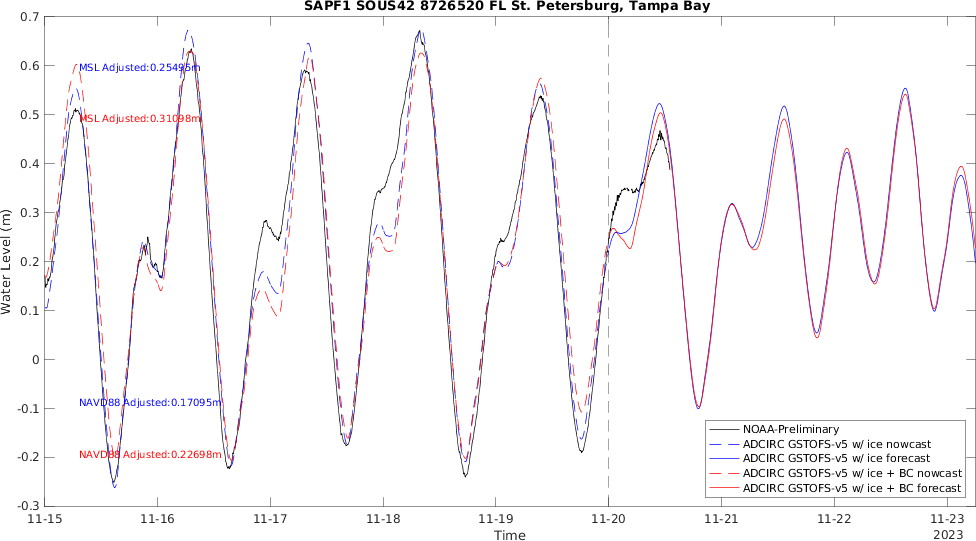 SAPF1 SOUS42 8726520 FL St. Petersburg, Tampa Bay
0.7
0.6
0.5
0.4
0.3
0.2
0.1
0
-0.1
-0.2
-0.3
Water Level (m)
MSL Adjusted:0.25495m
MSL Adjusted:0.31098m
NAVD88 Adjusted:0.17095m
NAVD88 Adjusted:0.22698m
NOAA-Preliminary
ADCIRC GSTOFS-v5 w/ ice nowcast
ADCIRC GSTOFS-v5 w/ ice forecast
ADCIRC GSTOFS-v5 w/ ice + BC nowcast
ADCIRC GSTOFS-v5 w/ ice + BC forecast
11-15 11-16 11-17 11-18 11-19 11-20 11-21 11-22 11-23
2023
Time